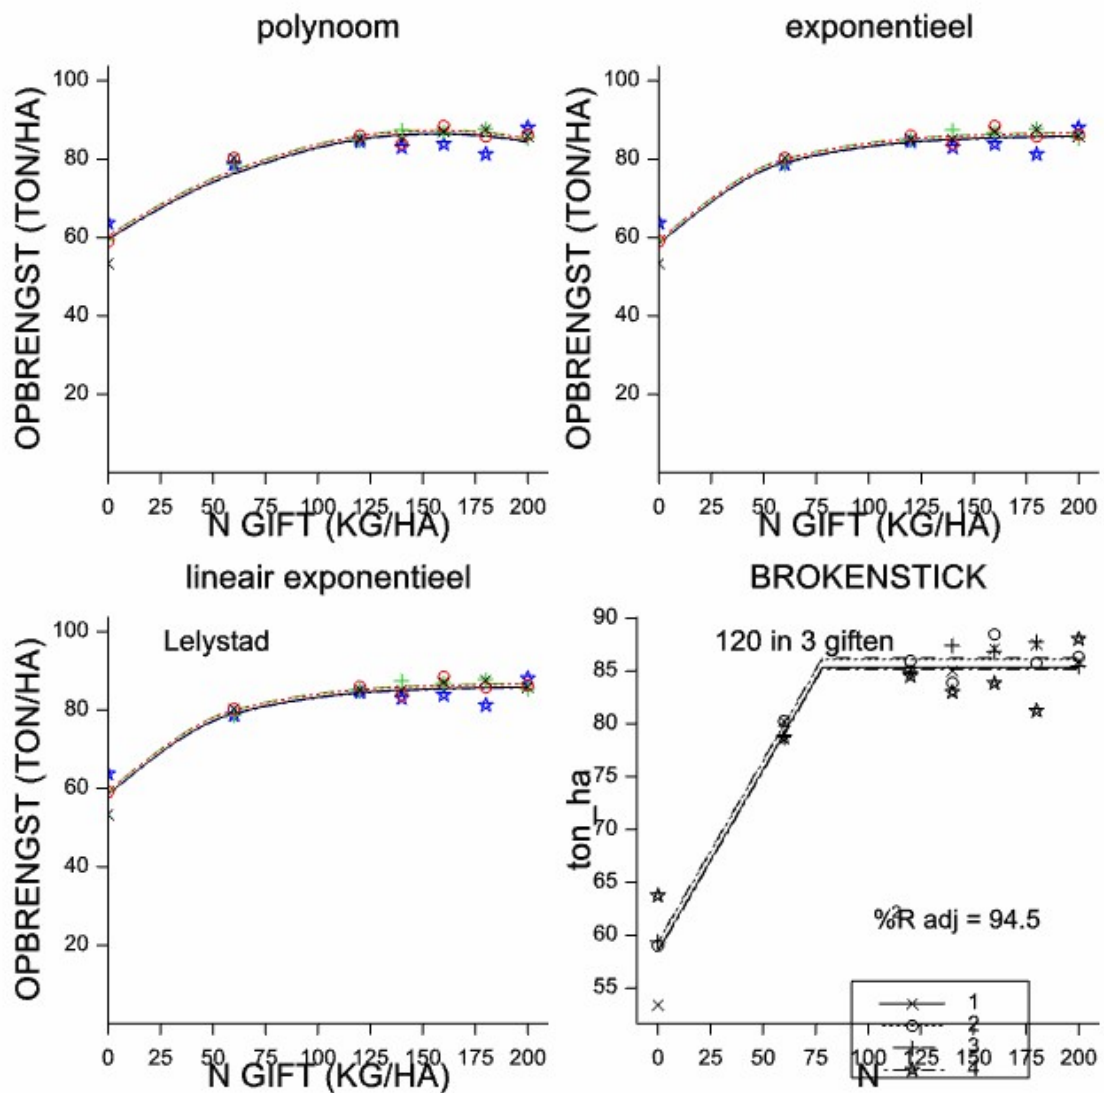 polynoom
OPBRENGST (TON/HA)
100
80
60
40
20
0 25 50 75 100 125 150 175 200
N GIFT (KG/HA)
exponentieel
OPBRENGST (TON/HA)
100
80
60
40
20
0 25 50 75 100 125 150 175 200
N GIFT (KG/HA)
lineair exponentieel
Lelystad
OPBRENGST (TON/HA)
100
80
60
40
20
0 25 50 75 100 125 150 175 200
N GIFT (KG/HA)
BROKENSTICK
120 in 3 giften
ton_ha
90
85
80
75
70
65
60
55
%R2 adj = 94.5
1
2
3
4
0 25 50 75 100 125 150 175 200
N